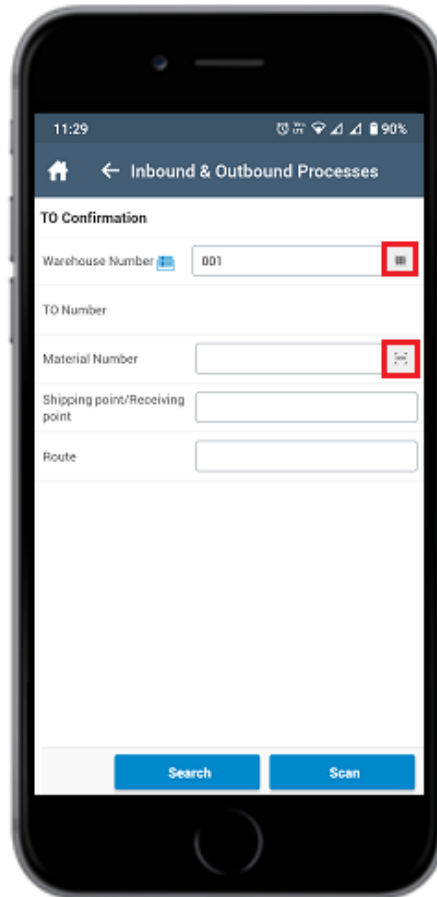 11:29
90%
Inbound & Outbound Processes
TO Confirmation
Warehouse Number
001
TO Number
Material Number
Shipping point/Receiving
point
Route
Search
Scan